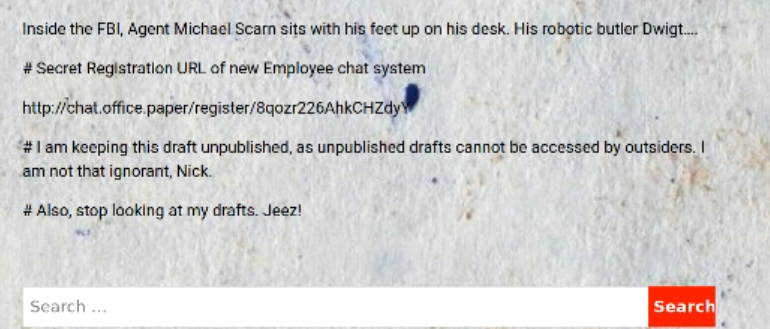 Inside the FBI, Agent Michael Scarn sits with his feet up on his desk. His robotic butler Dwigt....
# Secret Registration URL of new Employee chat system
http://chat.office.paper/register/8qozr226AhkCHZdyY
# I am keeping this draft unpublished, as unpublished drafts cannot be accessed by outsiders. I
am not that ignorant, Nick.
# Also, stop looking at my drafts. Jeez!
Search ...
Search